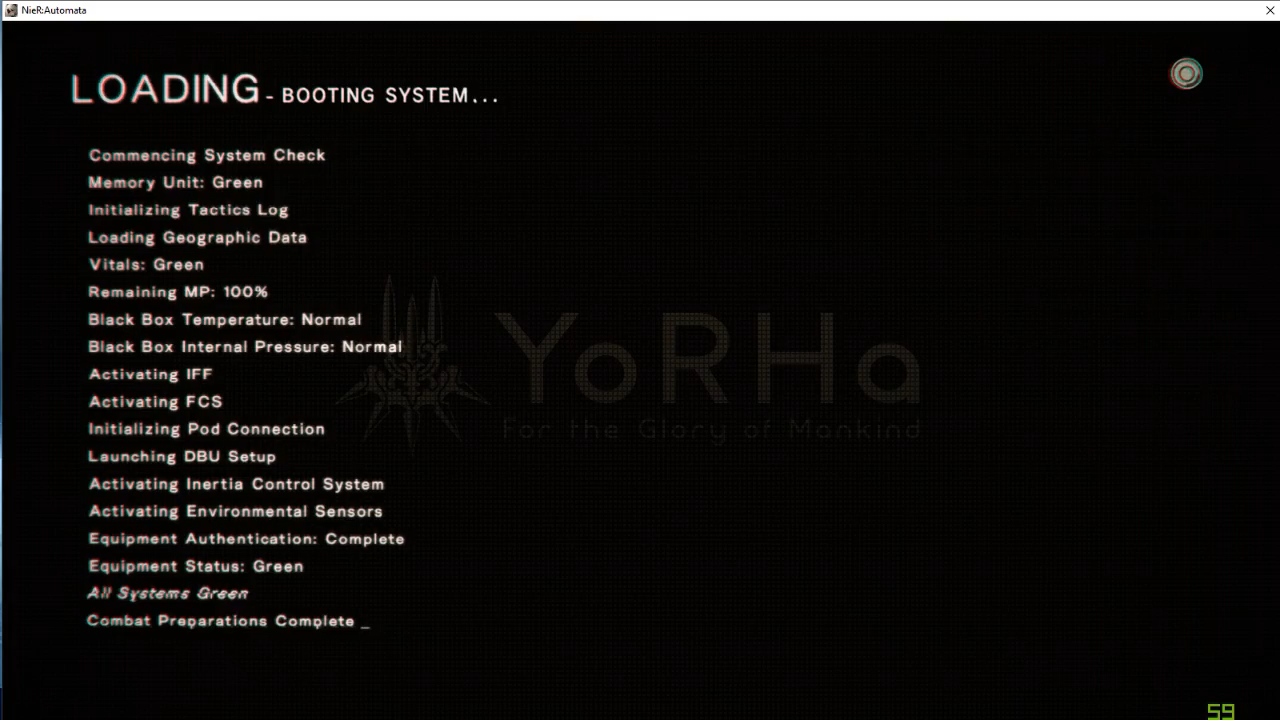 NieR:Automata
LOADING - BOOTING SYSTEM...
Commencing System Check
Memory Unit: Green
Initializing Tactics Log
Loading Geographic Data
Vitals: Green
Remaining MP: 100%
Black Box Temperature: Normal
Black Box Internal Pressure: Normal
Activating IFF
Activating FCS
Initializing Pod Connection
Launching DBU Setup
Activating Inertia Control System
Activating Environmental Sensors
Equipment Authentication: Complete
Equipment Status: Green
All Systems Green
Combat Preparations Complete _
YoRHa
For the Glory of Mankind
59